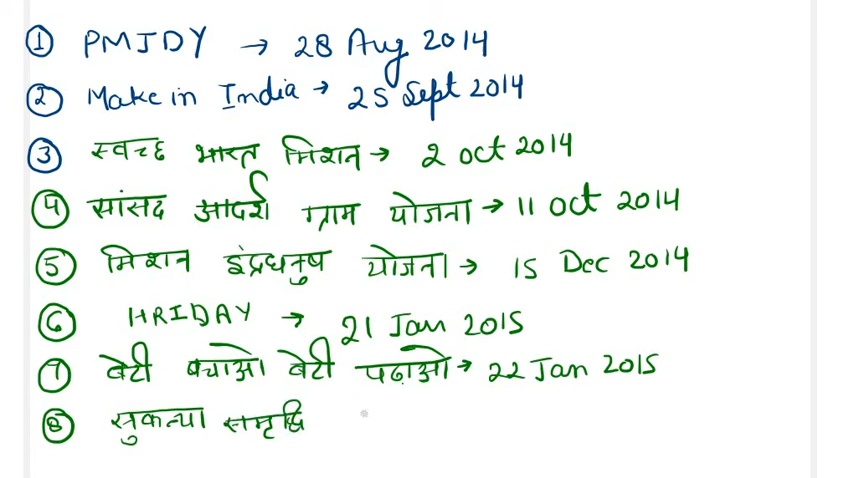 ① PMJDY → 28 Aug 2014
② Make in India → 25 Sept 2014
③ स्वच्छ भारत मिशन → 2 Oct 2014
④ सांसद आदर्श ग्राम योजना → 11 Oct 2014
⑤ मिशन इंद्रधनुष योजना → 15 Dec 2014
⑥ HRIDAY → 21 Jan 2015
⑦ बेटी बचाओ बेटी पढ़ाओ → 22 Jan 2015
⑧ सुकन्या समृद्धि